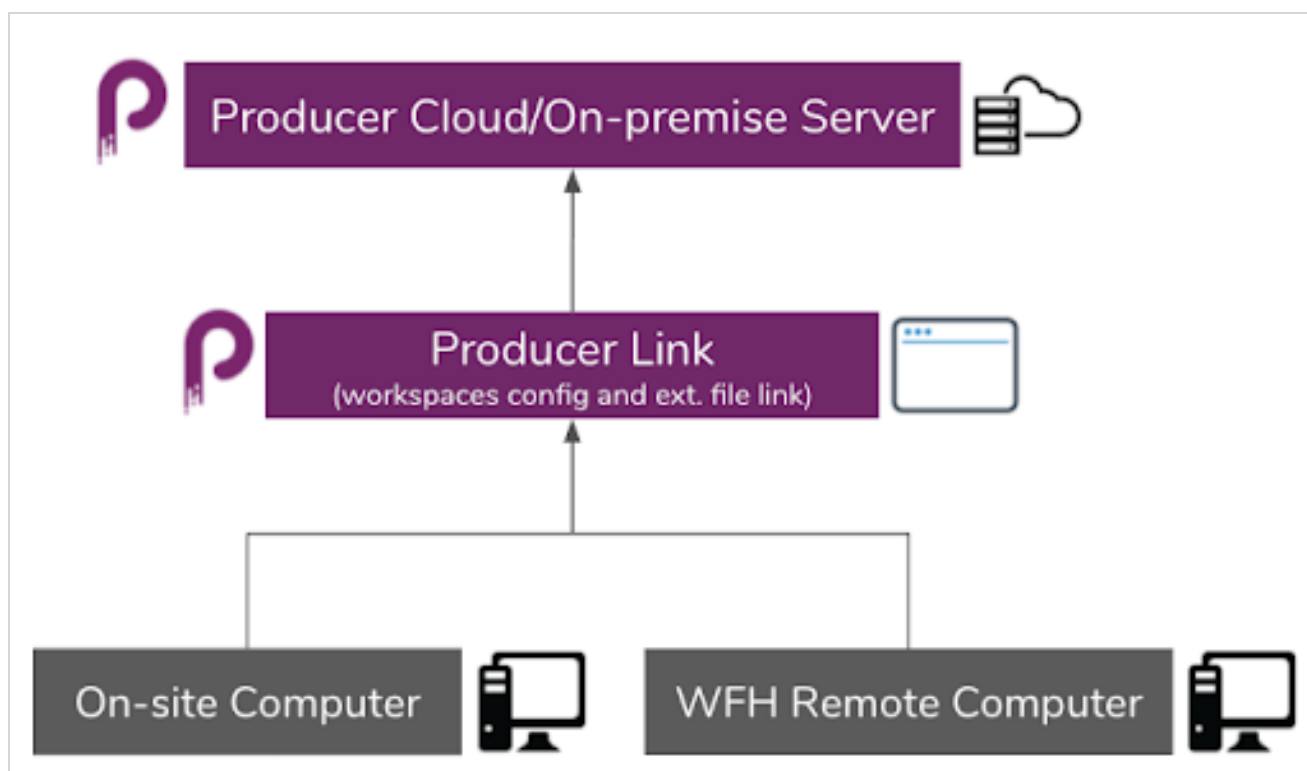 Producer Cloud/On-premise Server
Producer Link
(workspaces config and ext. file link)
On-site Computer
WFH Remote Computer